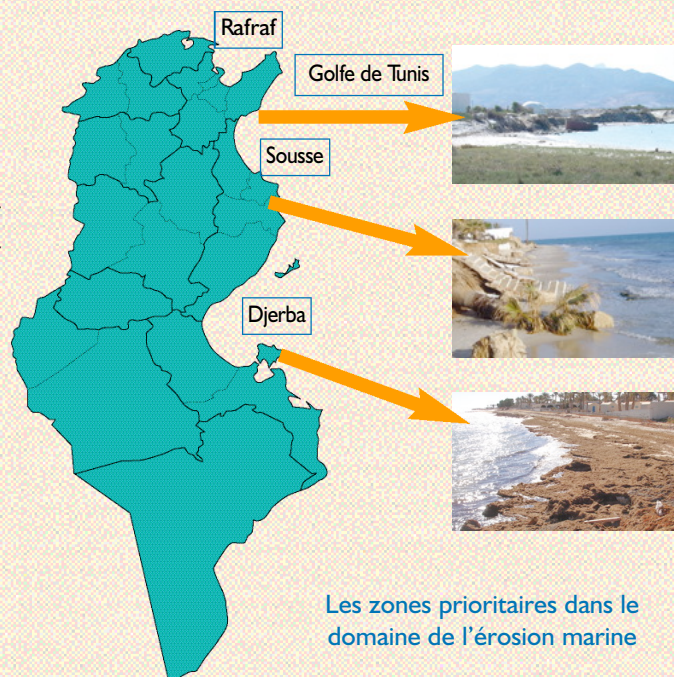 Rafraf
Golfe de Tunis
Sousse
Djerba
Les zones prioritaires dans le
domaine de l’érosion marine